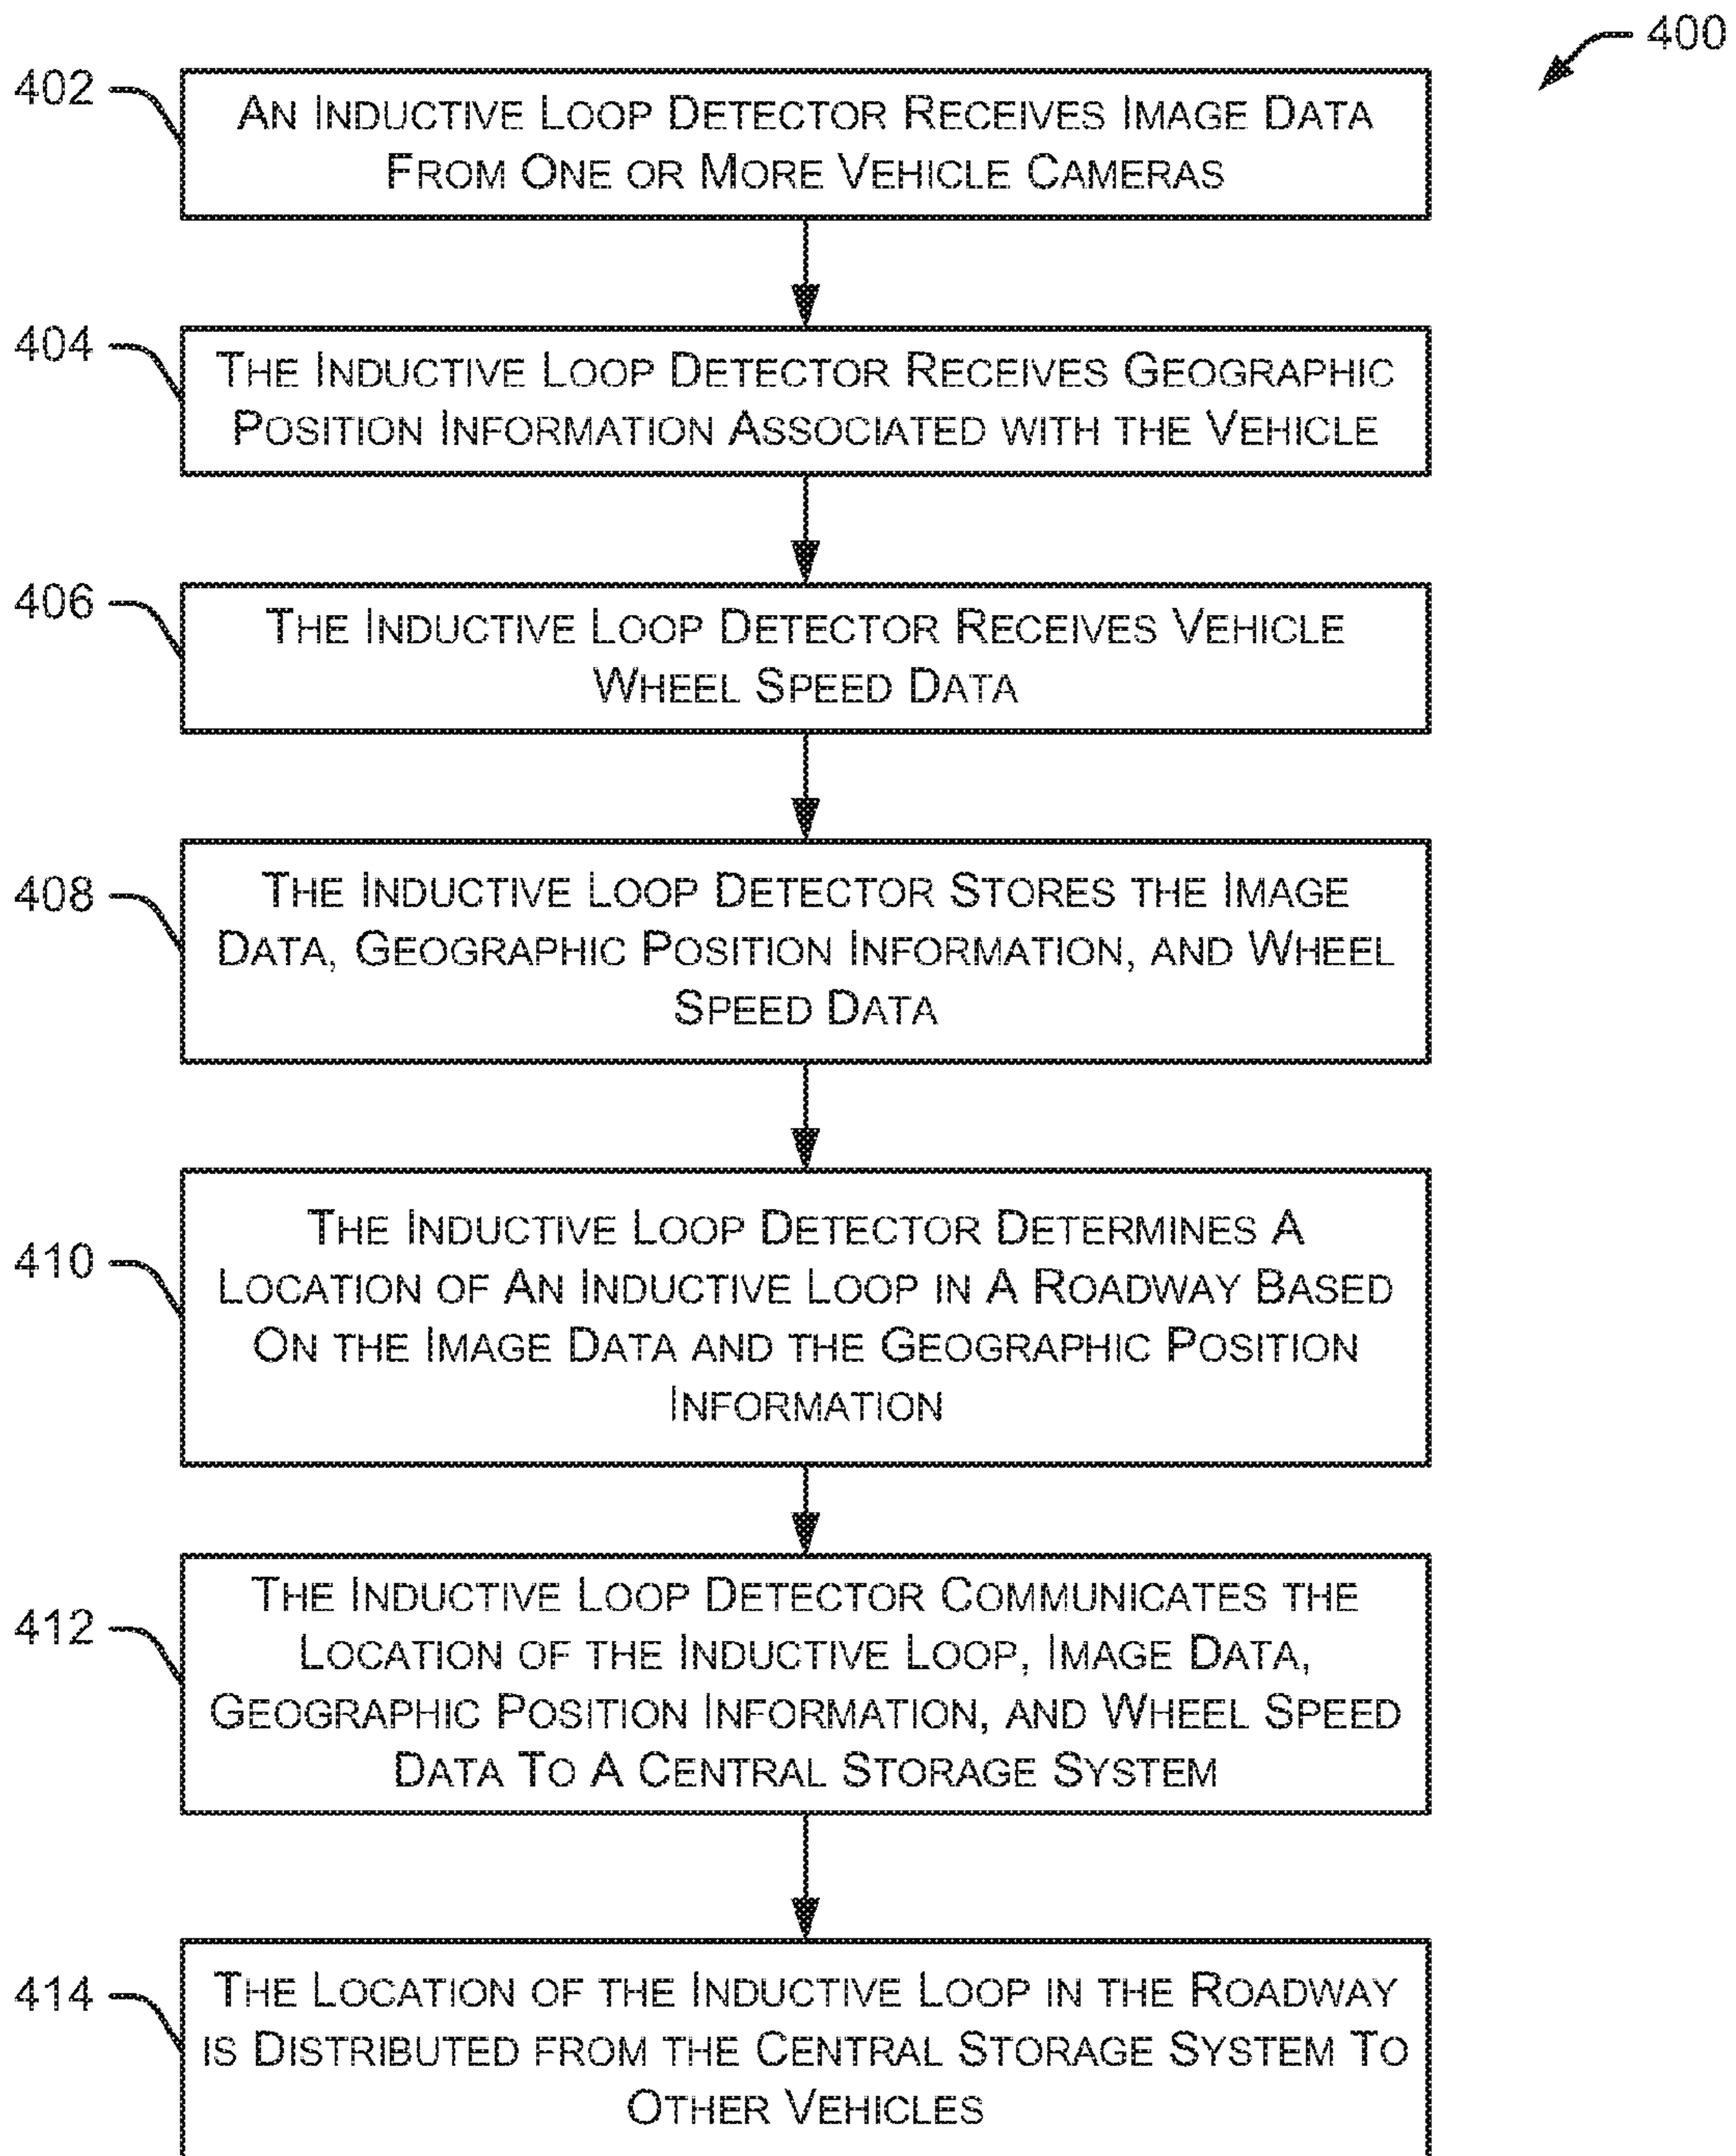 400
402
AN INDUCTIVE LOOP DETECTOR RECEIVES IMAGE DATA
FROM ONE OR MORE VEHICLE CAMERAS
404
THE INDUCTIVE LOOP DETECTOR RECEIVES GEOGRAPHIC
POSITION INFORMATION ASSOCIATED WITH THE VEHICLE
406
THE INDUCTIVE LOOP DETECTOR RECEIVES VEHICLE
WHEEL SPEED DATA
408
THE INDUCTIVE LOOP DETECTOR STORES THE IMAGE
DATA, GEOGRAPHIC POSITION INFORMATION, AND WHEEL
SPEED DATA
410
THE INDUCTIVE LOOP DETECTOR DETERMINES A
LOCATION OF AN INDUCTIVE LOOP IN A ROADWAY BASED
ON THE IMAGE DATA AND THE GEOGRAPHIC POSITION
INFORMATION
412
THE INDUCTIVE LOOP DETECTOR COMMUNICATES THE
LOCATION OF THE INDUCTIVE LOOP, IMAGE DATA,
GEOGRAPHIC POSITION INFORMATION, AND WHEEL SPEED
DATA TO A CENTRAL STORAGE SYSTEM
414
THE LOCATION OF THE INDUCTIVE LOOP IN THE ROADWAY
IS DISTRIBUTED FROM THE CENTRAL STORAGE SYSTEM TO
OTHER VEHICLES